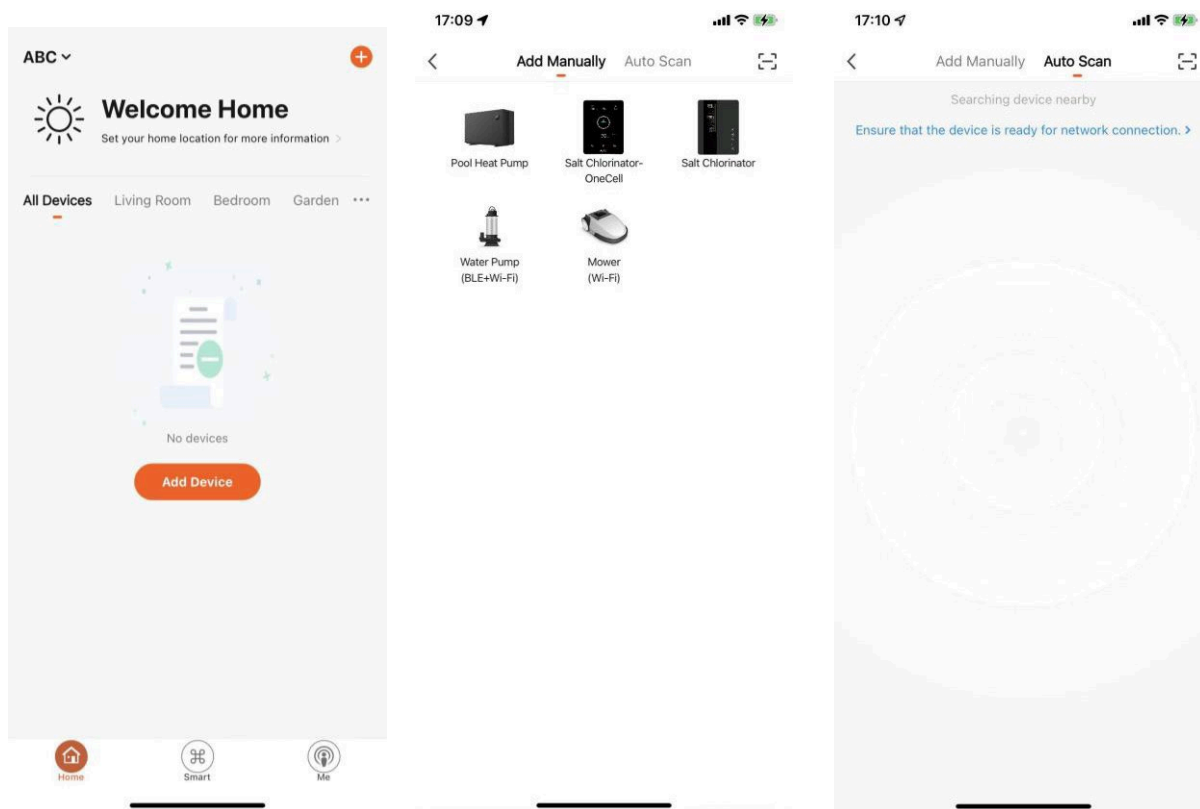 ABC
Welcome Home
Set your home location for more information >
All Devices Living Room Bedroom Garden ...
No devices
Add Device
Home Smart Me
17:09
Add Manually Auto Scan
Pool Heat Pump
Salt Chlorinator-
OneCell
Salt Chlorinator
Water Pump
(BLE+Wi-Fi)
Mower
(Wi-Fi)
17:10
Add Manually Auto Scan
Searching device nearby
Ensure that the device is ready for network connection. >